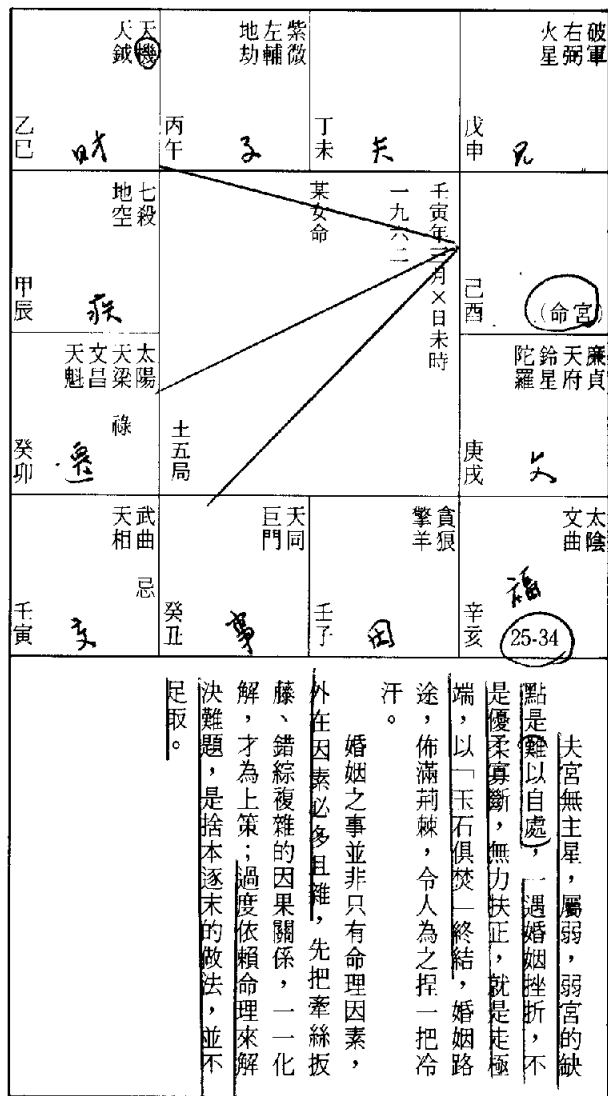 破軍
右弼
火星
戊申
兄
丁未
夫
紫微
左輔
地劫
丙午
子
天機
天鉞
乙巳
財
己酉
(命宮)
壬寅年三月×日未時
一九六二
某女命
土五局
七殺
地空
甲辰
疾
廉貞
天府
鈴星
陀羅
庚戌
父
太陽
天梁 祿
文昌
天魁
癸卯
遷
太陰
文曲
福
辛亥
25-34
貪狼
擎羊
壬子
田
天同
巨門
癸丑
事
武曲 忌
天相
壬寅
友
夫宮無主星,屬弱,弱宮的缺
點是難以自處,一遇婚姻挫折,不
是優柔寡斷,無力扶正,就是走極
端,以「玉石俱焚」終結,婚姻路
途,佈滿荊棘,令人為之捏一把冷
汗。
婚姻之事並非只有命理因素,
外在因素必多且雜,先把牽絲扳
藤、錯綜複雜的因果關係,一一化
解,才為上策;過度依賴命理來解
決難題,是捨本逐末的做法,並不
足取。